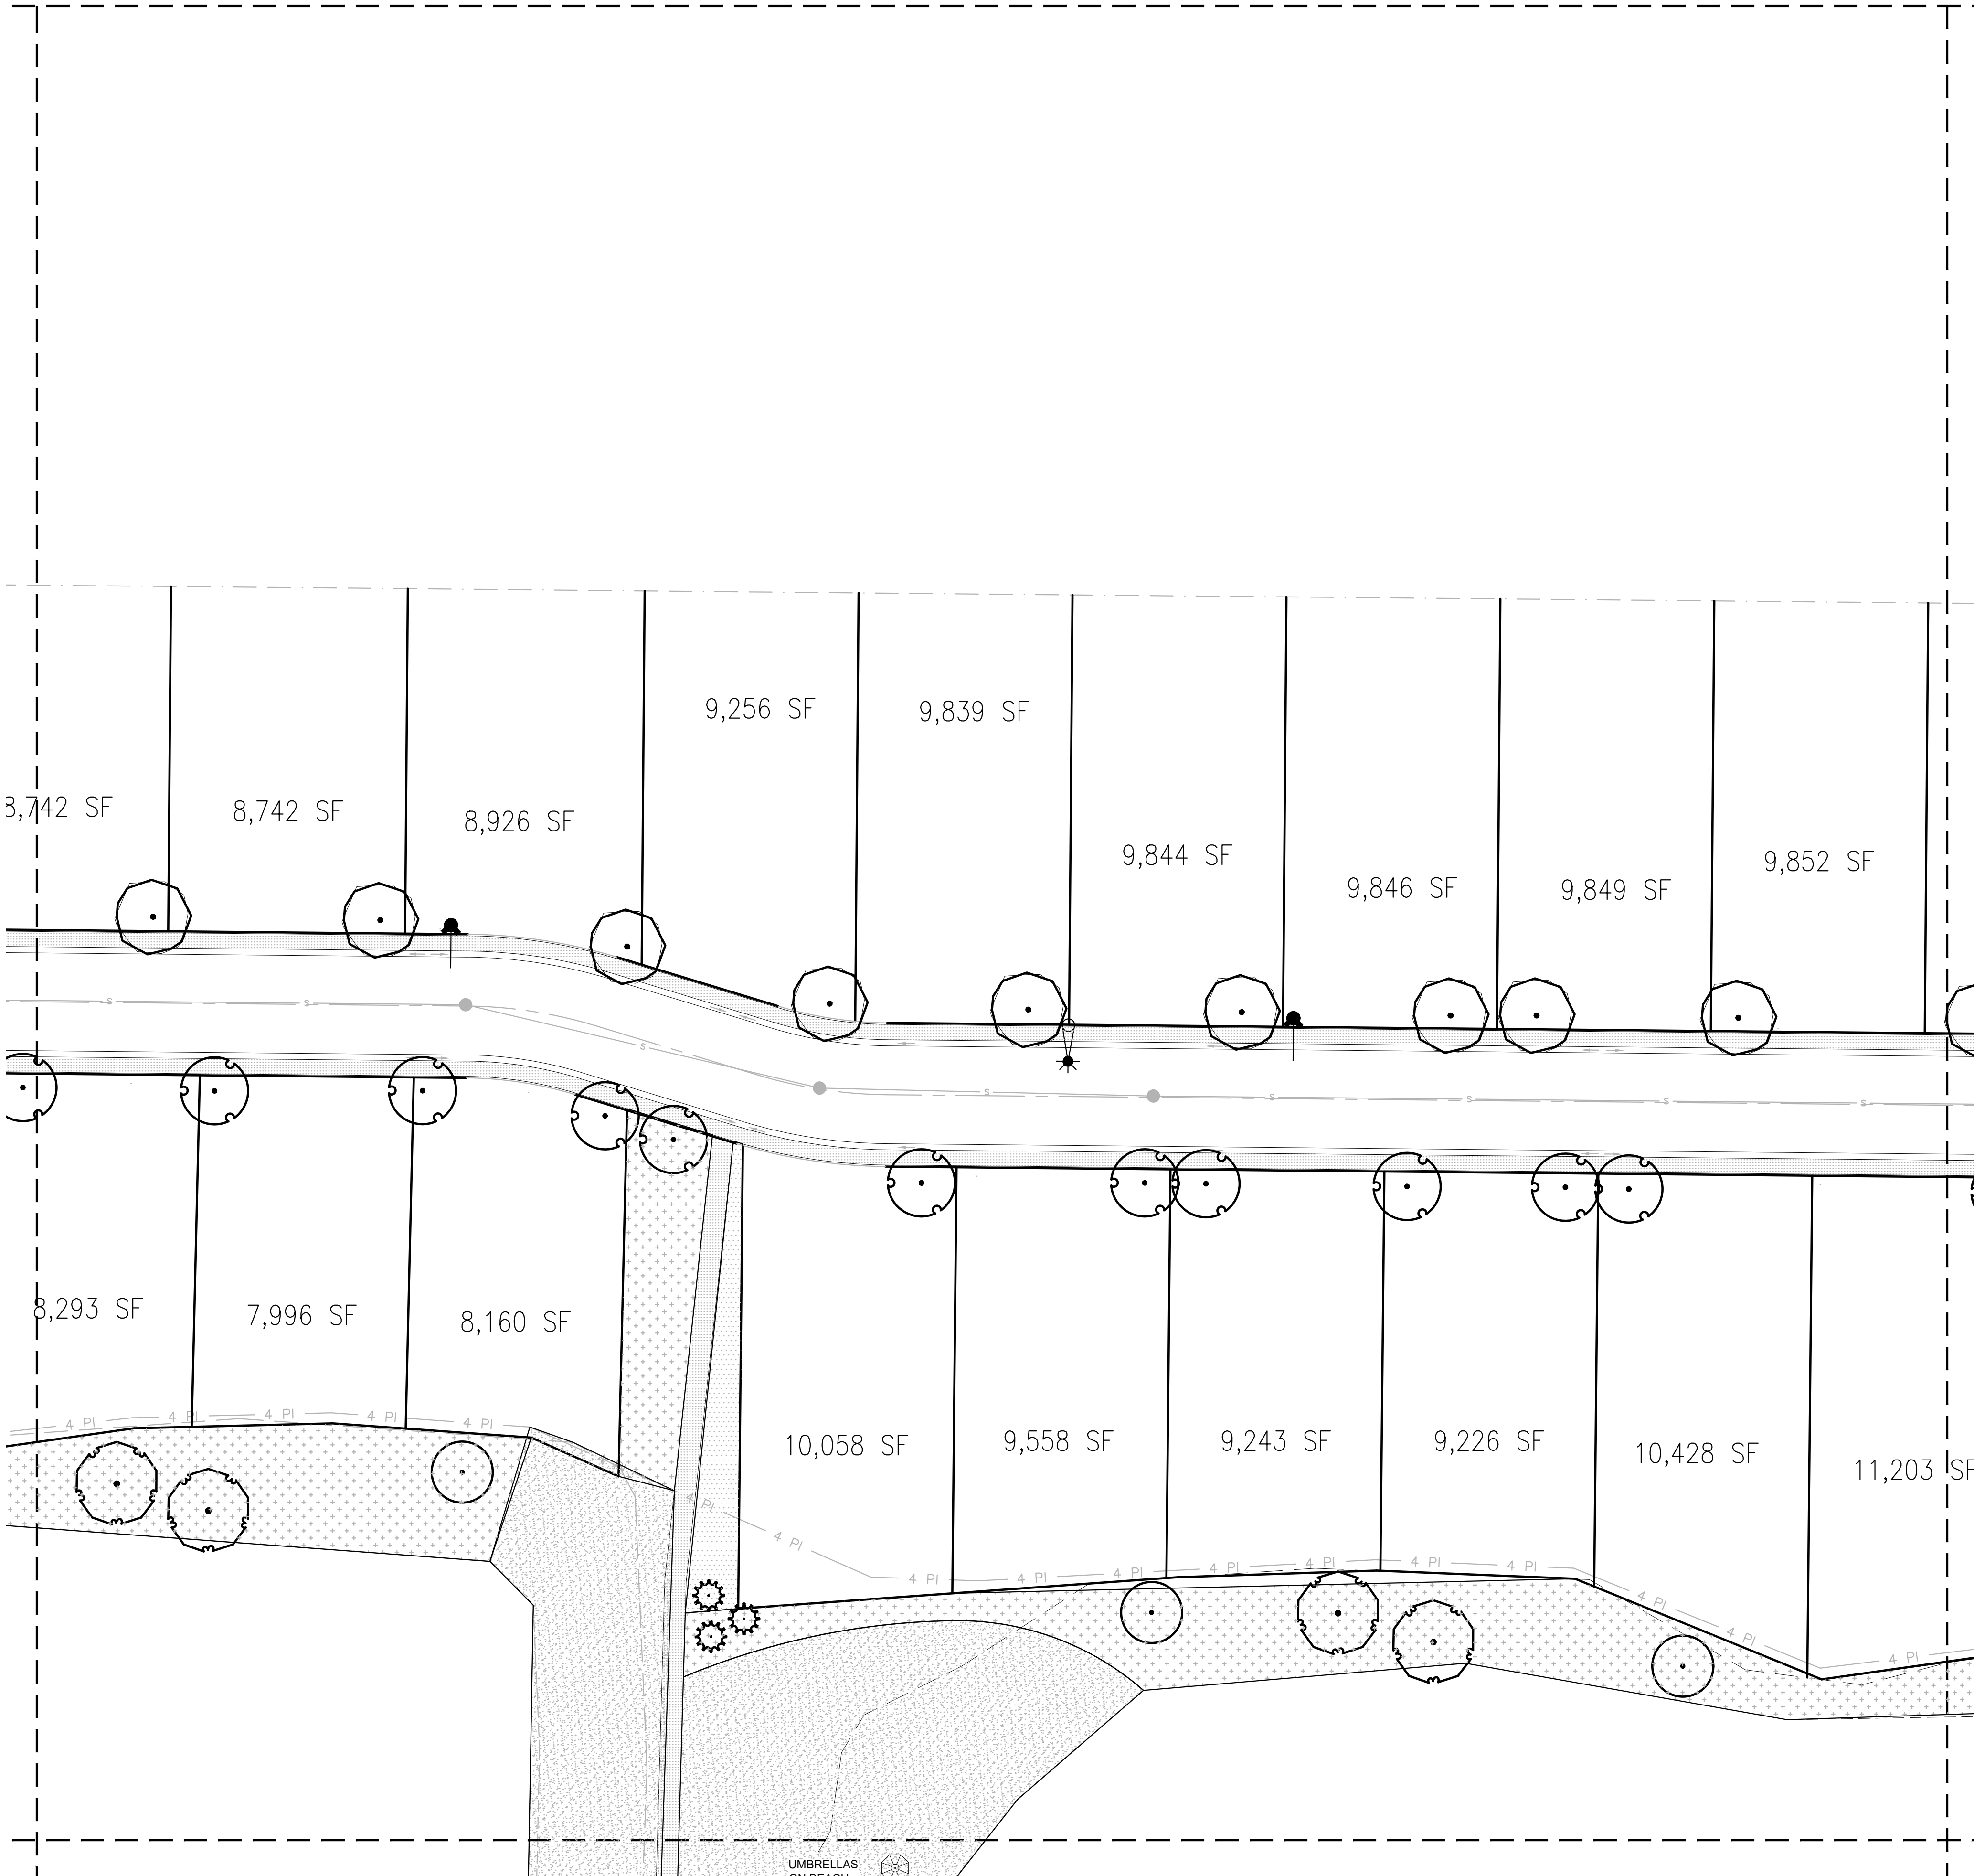 9,256 SF
9,839 SF
8,742 SF
8,742 SF
8,926 SF
9,844 SF
9,846 SF
9,849 SF
9,852 SF
S
S
S
S
S
S
S
S
8,293 SF
7,996 SF
8,160 SF
4 PI
4 PI
4 PI
4 PI
4 PI
10,058 SF
9,558 SF
9,243 SF
9,226 SF
10,428 SF
11,203 SF
4 PI
4 PI
4 PI
4 PI
4 PI
4 PI
4 PI
4 PI
4 PI
4 PI
4 PI
4 PI
UMBRELLAS
ON BEACH